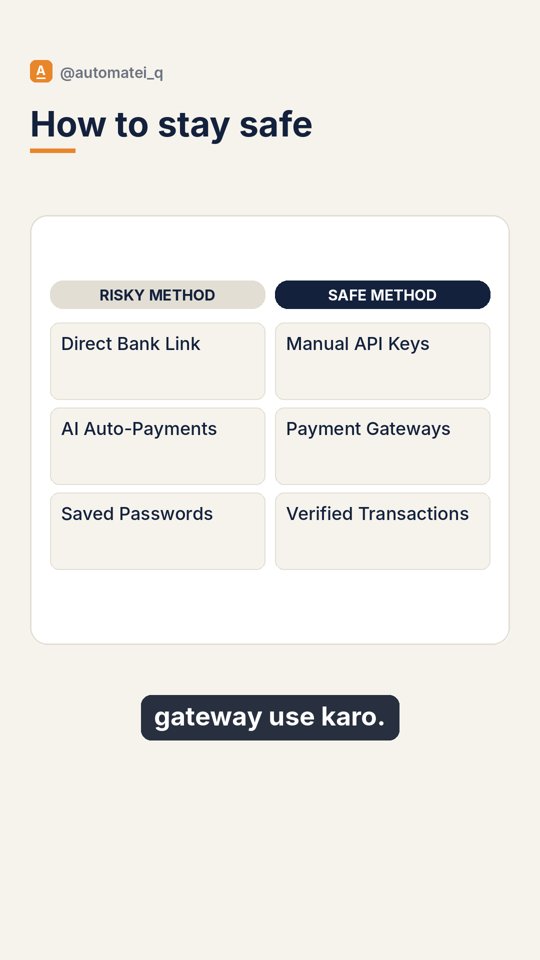 A @automatei_q
How to stay safe
RISKY METHOD SAFE METHOD
Direct Bank Link Manual API Keys
AI Auto-Payments Payment Gateways
Saved Passwords Verified Transactions
gateway use karo.